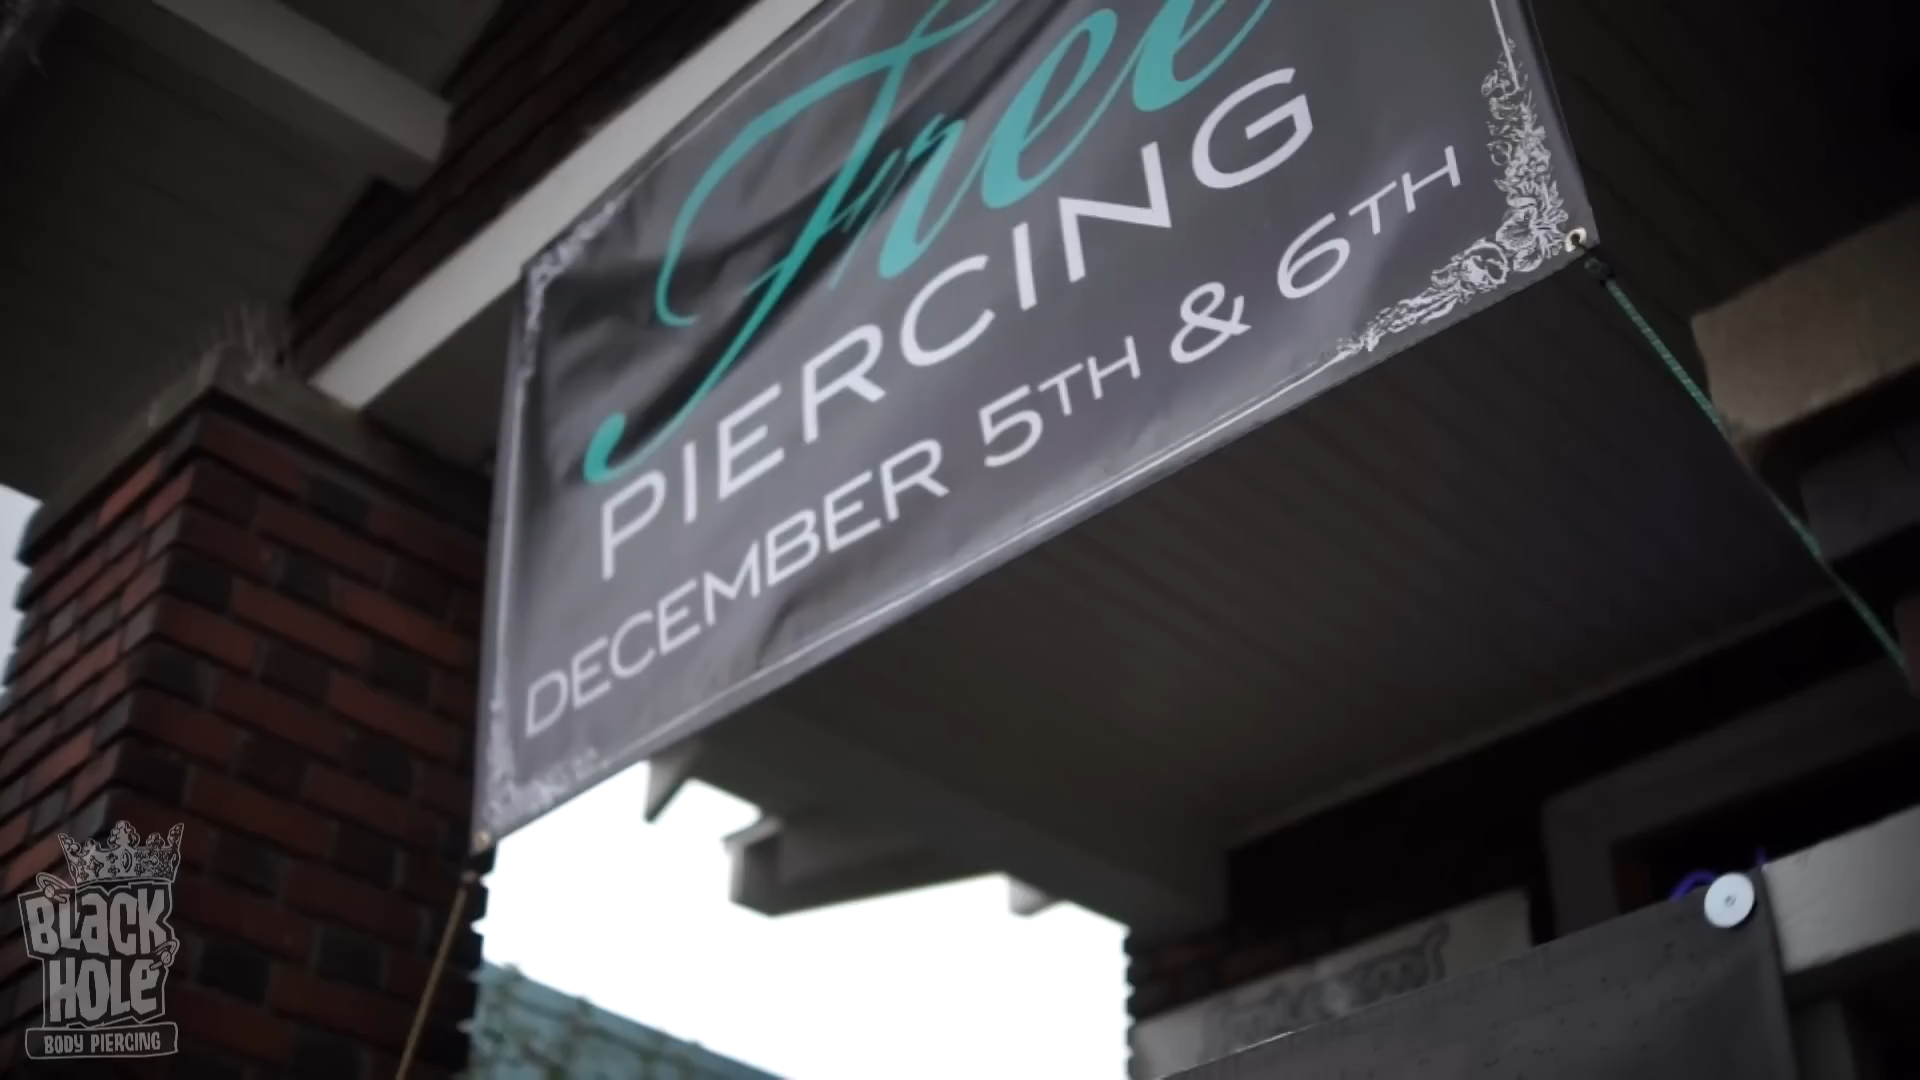 Free
PIERCING
DECEMBER 5TH & 6TH
BLACK
HOLE
BODY PIERCING